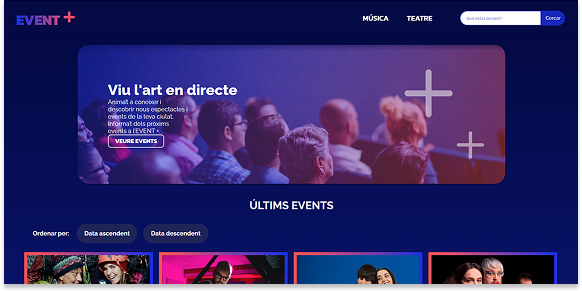 EVENT +
MÚSICA
TEATRE
Què estàs cercant?
Cercar
Viu l'art en directe
Anima't a conèixer i
descobrir nous espectacles i
events de la teva ciutat.
Informa't dels pròxims
events a l'EVENT +
VEURE EVENTS
ÚLTIMS EVENTS
Ordenar per:
Data ascendent
Data descendent